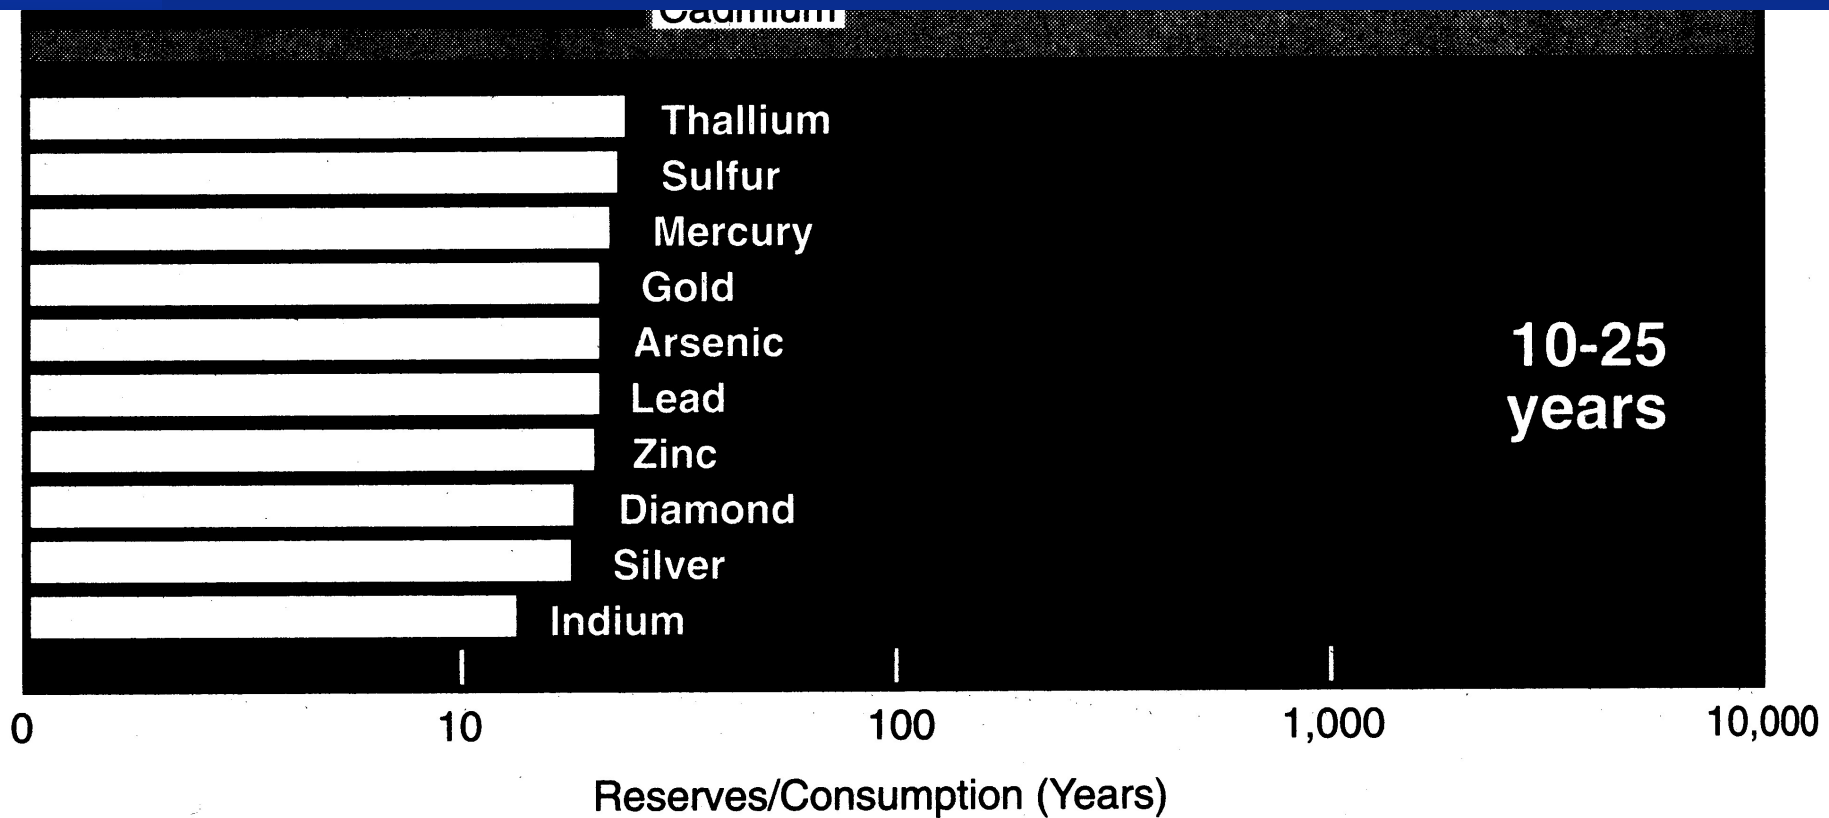 Cadmium
Thallium
Sulfur
Mercury
Gold
Arsenic
Lead
Zinc
Diamond
Silver
Indium
10-25
years
0 10 100 1,000 10,000
Reserves/Consumption (Years)